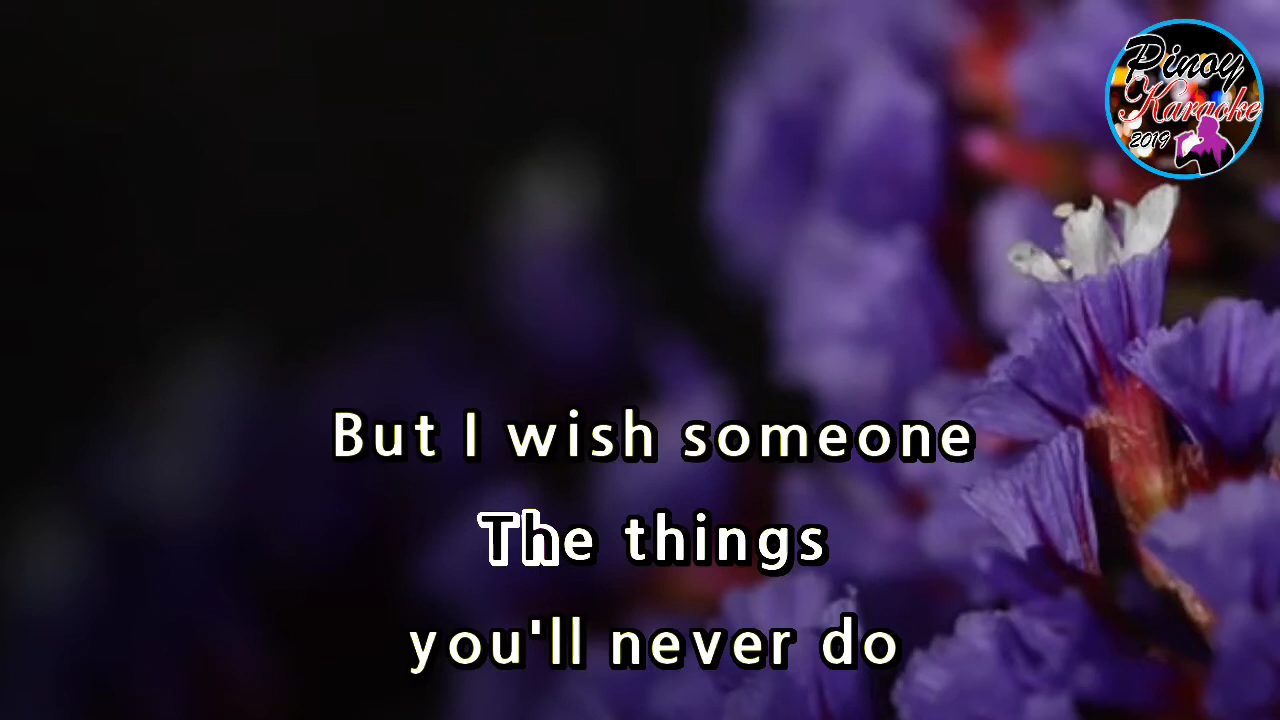 Pinoy
Karaoke
2019
But I wish someone
The things
you'll never do